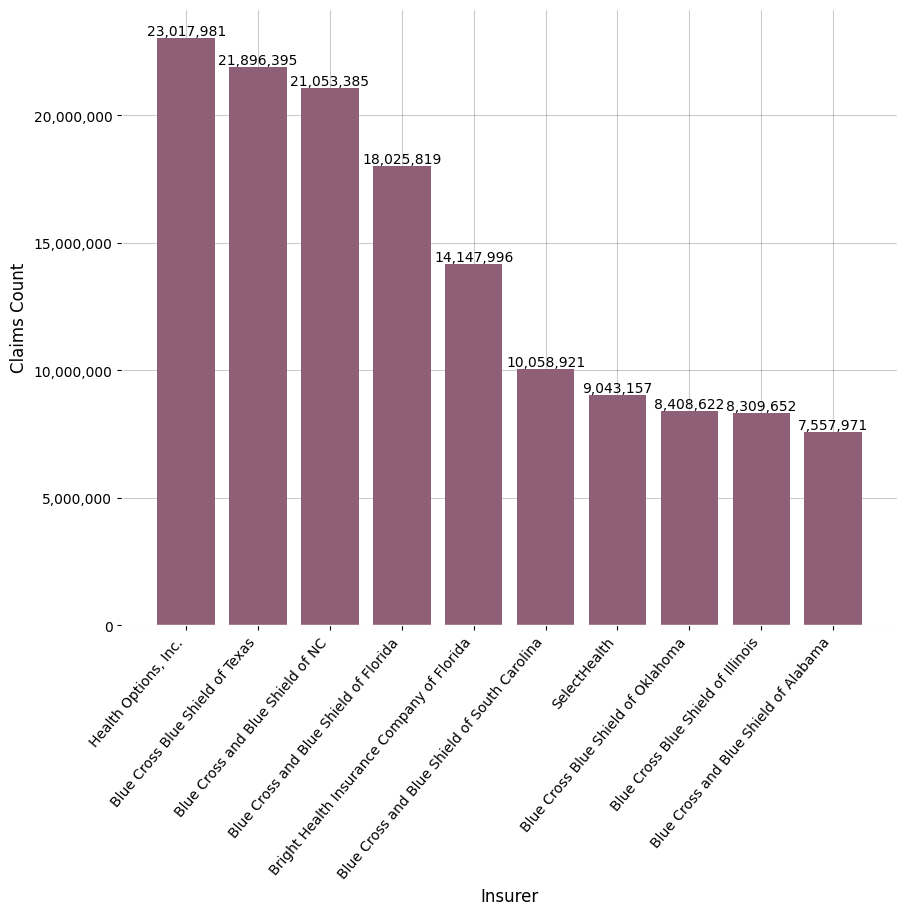 23,017,981
21,896,395
21,053,385
18,025,819
14,147,996
10,058,921
9,043,157
8,408,622
8,309,652
7,557,971
20,000,000
15,000,000
10,000,000
5,000,000
0
Claims Count
Health Options, Inc.
Blue Cross Blue Shield of Texas
Blue Cross and Blue Shield of NC
Blue Cross and Blue Shield of Florida
Bright Health Insurance Company of Florida
Blue Cross and Blue Shield of South Carolina
SelectHealth
Blue Cross Blue Shield of Oklahoma
Blue Cross Blue Shield of Illinois
Blue Cross and Blue Shield of Alabama
Insurer